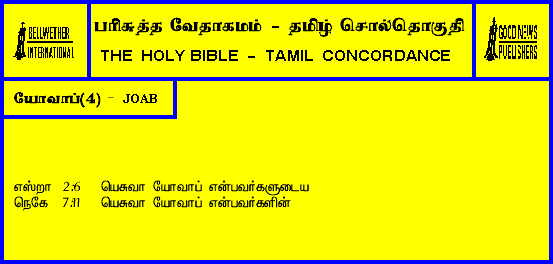 BELLWETHER
INTERNATIONAL
பரிசுத்த வேதாகமம் - தமிழ் சொல்தொகுதி
THE HOLY BIBLE - TAMIL CONCORDANCE
GOOD NEWS
PUBLISHERS
யோவாப்(4) - JOAB
எஸ்றா 2:6 யெசுவா யோவாப் என்பவர்களுடைய
நெகே 7:11 யெசுவா யோவாப் என்பவர்களின்